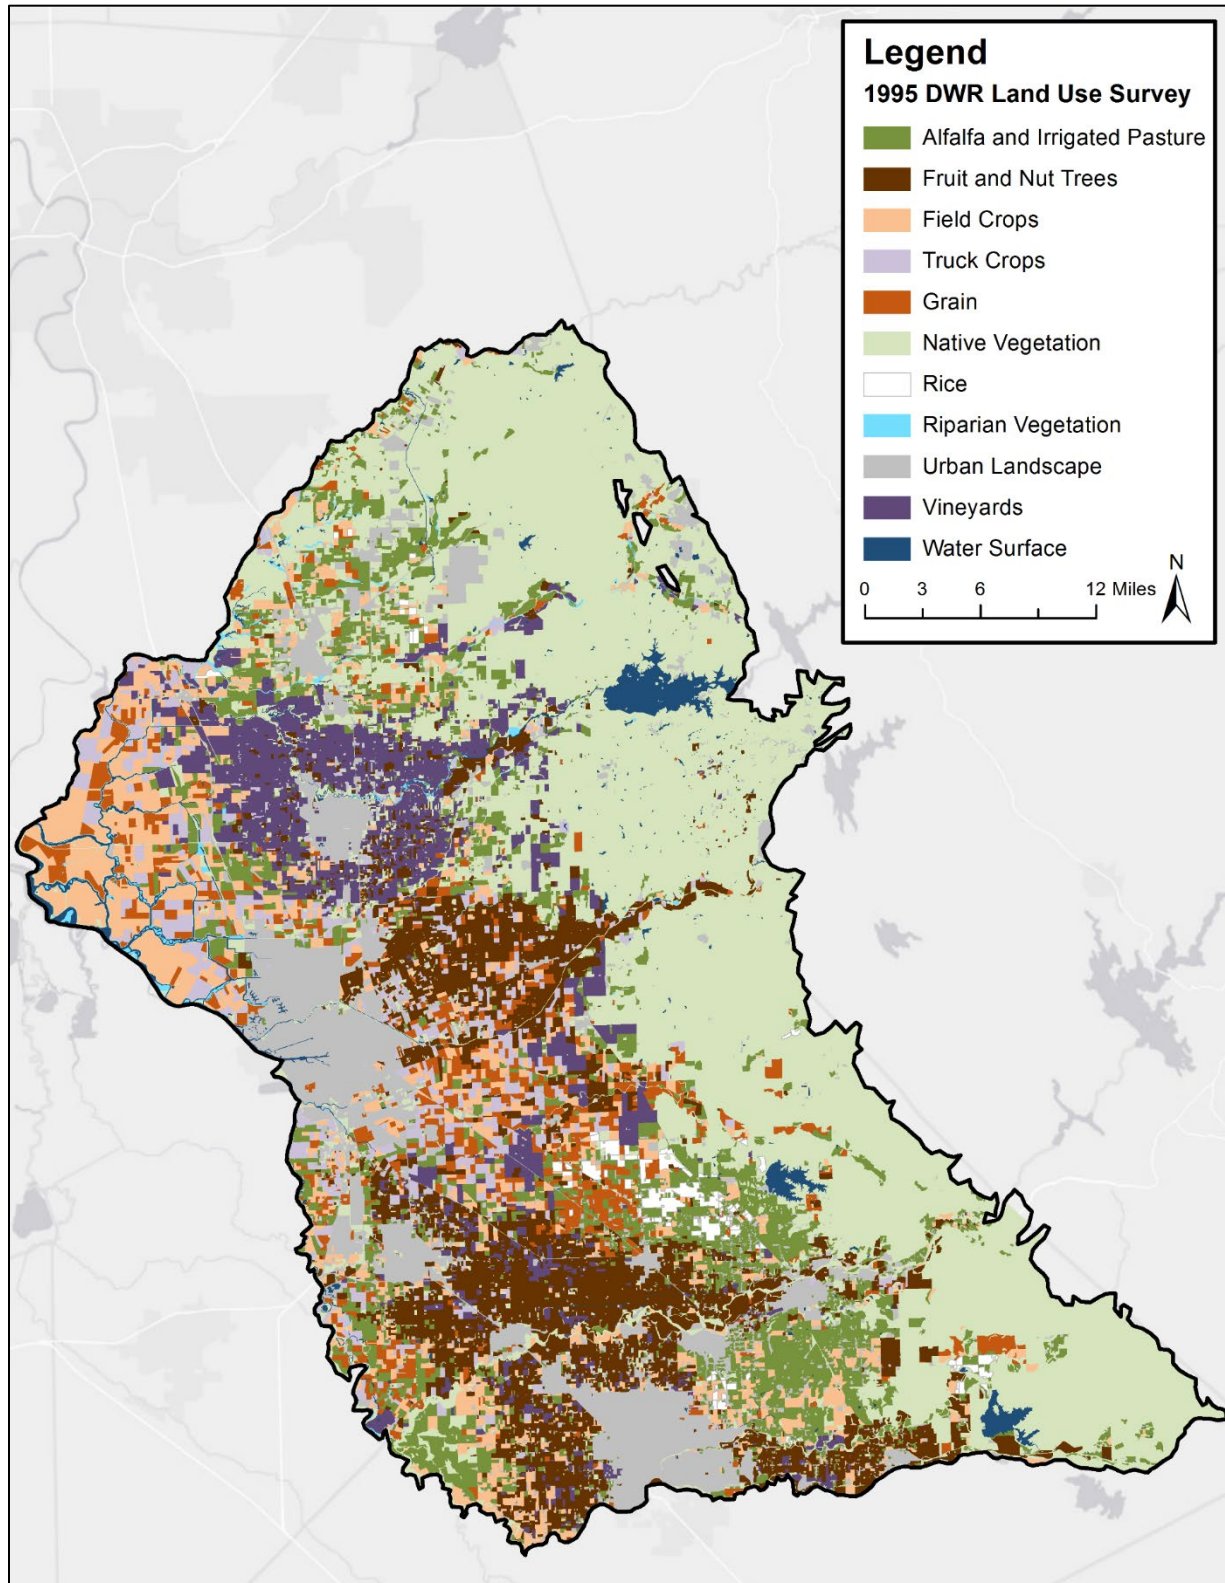 Legend
1995 DWR Land Use Survey
Alfalfa and Irrigated Pasture
Fruit and Nut Trees
Field Crops
Truck Crops
Grain
Native Vegetation
Rice
Riparian Vegetation
Urban Landscape
Vineyards
Water Surface
N
0 3 6 12 Miles